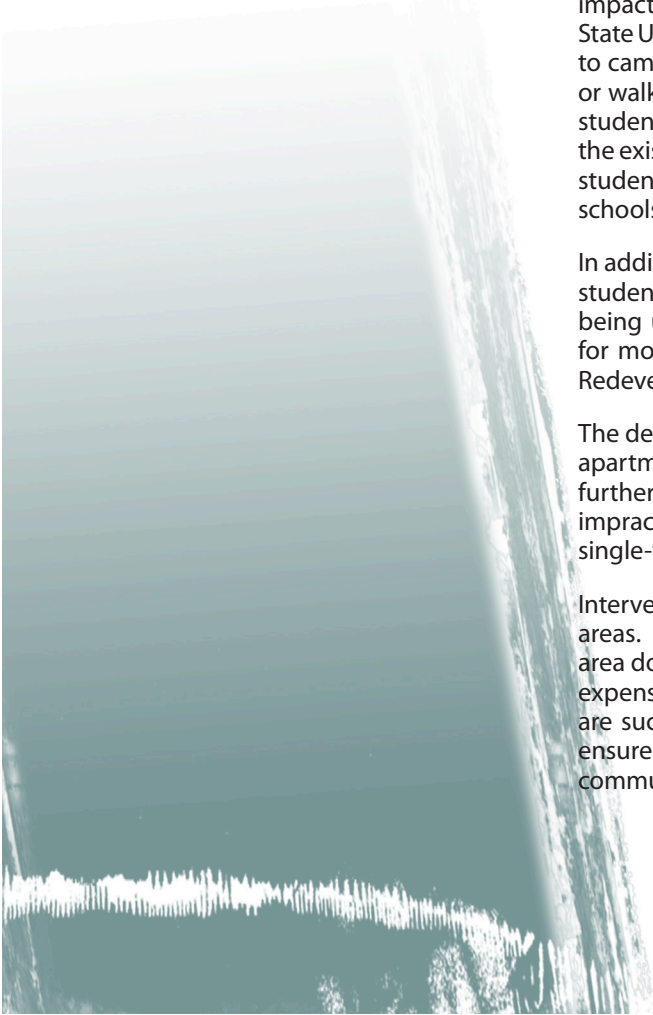 impact
State U
to cam
or walk
studen
the exis
studen
schools
In addi
studen
being u
for mo
Redeve
The de
apartm
further
imprac
single-
Interve
areas.
area do
expens
are suc
ensure
commu